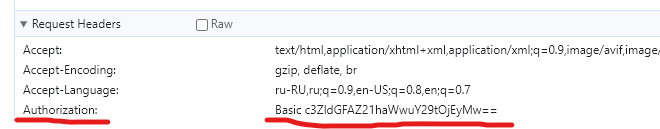 Request Headers Raw
Accept: text/html,application/xhtml+xml,application/xml;q=0.9,image/avif,image/
Accept-Encoding: gzip, deflate, br
Accept-Language: ru-RU,ru;q=0.9,en-US;q=0.8,en;q=0.7
Authorization: Basic c3ZldGFAZ21haWwuY29tOjEyMw==